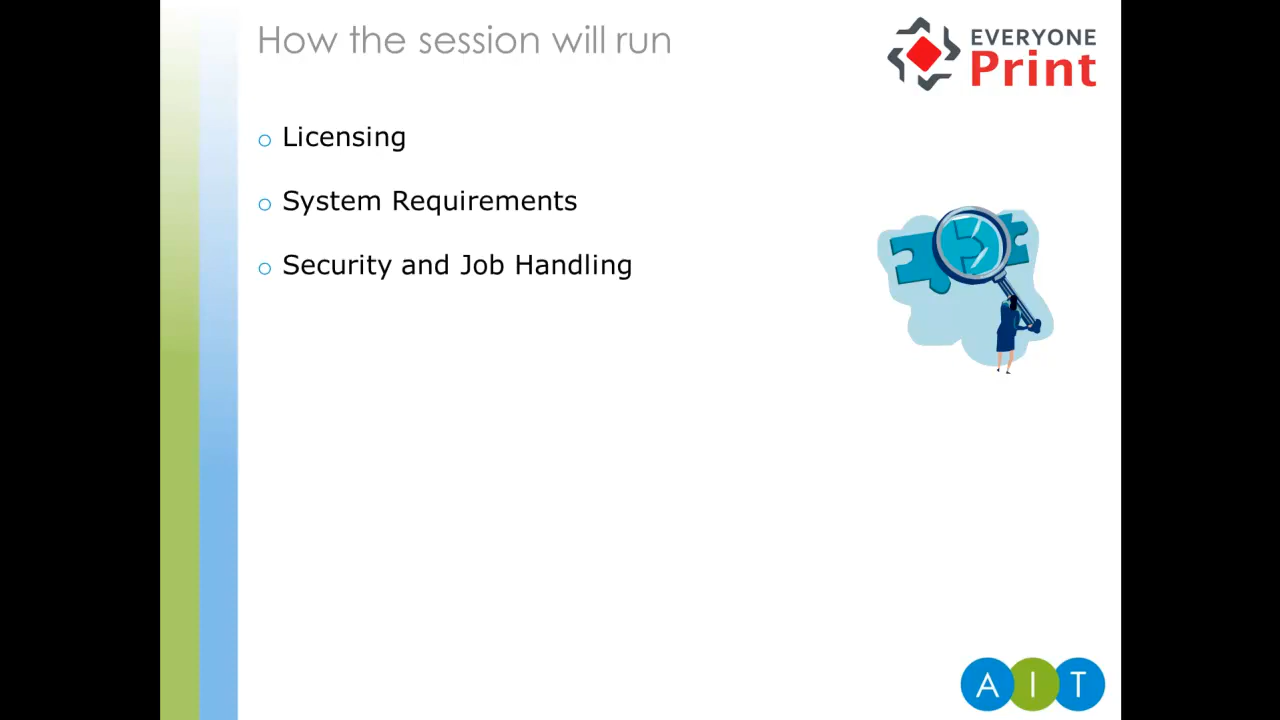 How the session will run
EVERYONE
Print
Licensing
System Requirements
Security and Job Handling
A I T